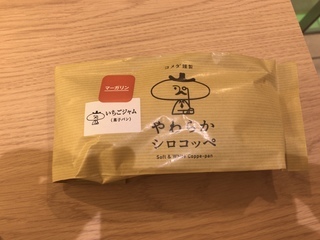 コメダ謹製
マーガリン
いちごジャム
(菓子パン)
やわらか
シロコッペ
Soft & White Coppe-pan